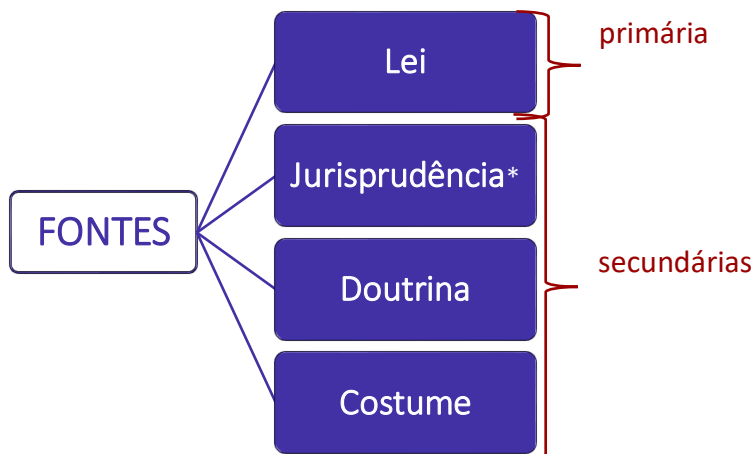 FONTES
Lei
Jurisprudência*
Doutrina
Costume
primária
secundárias